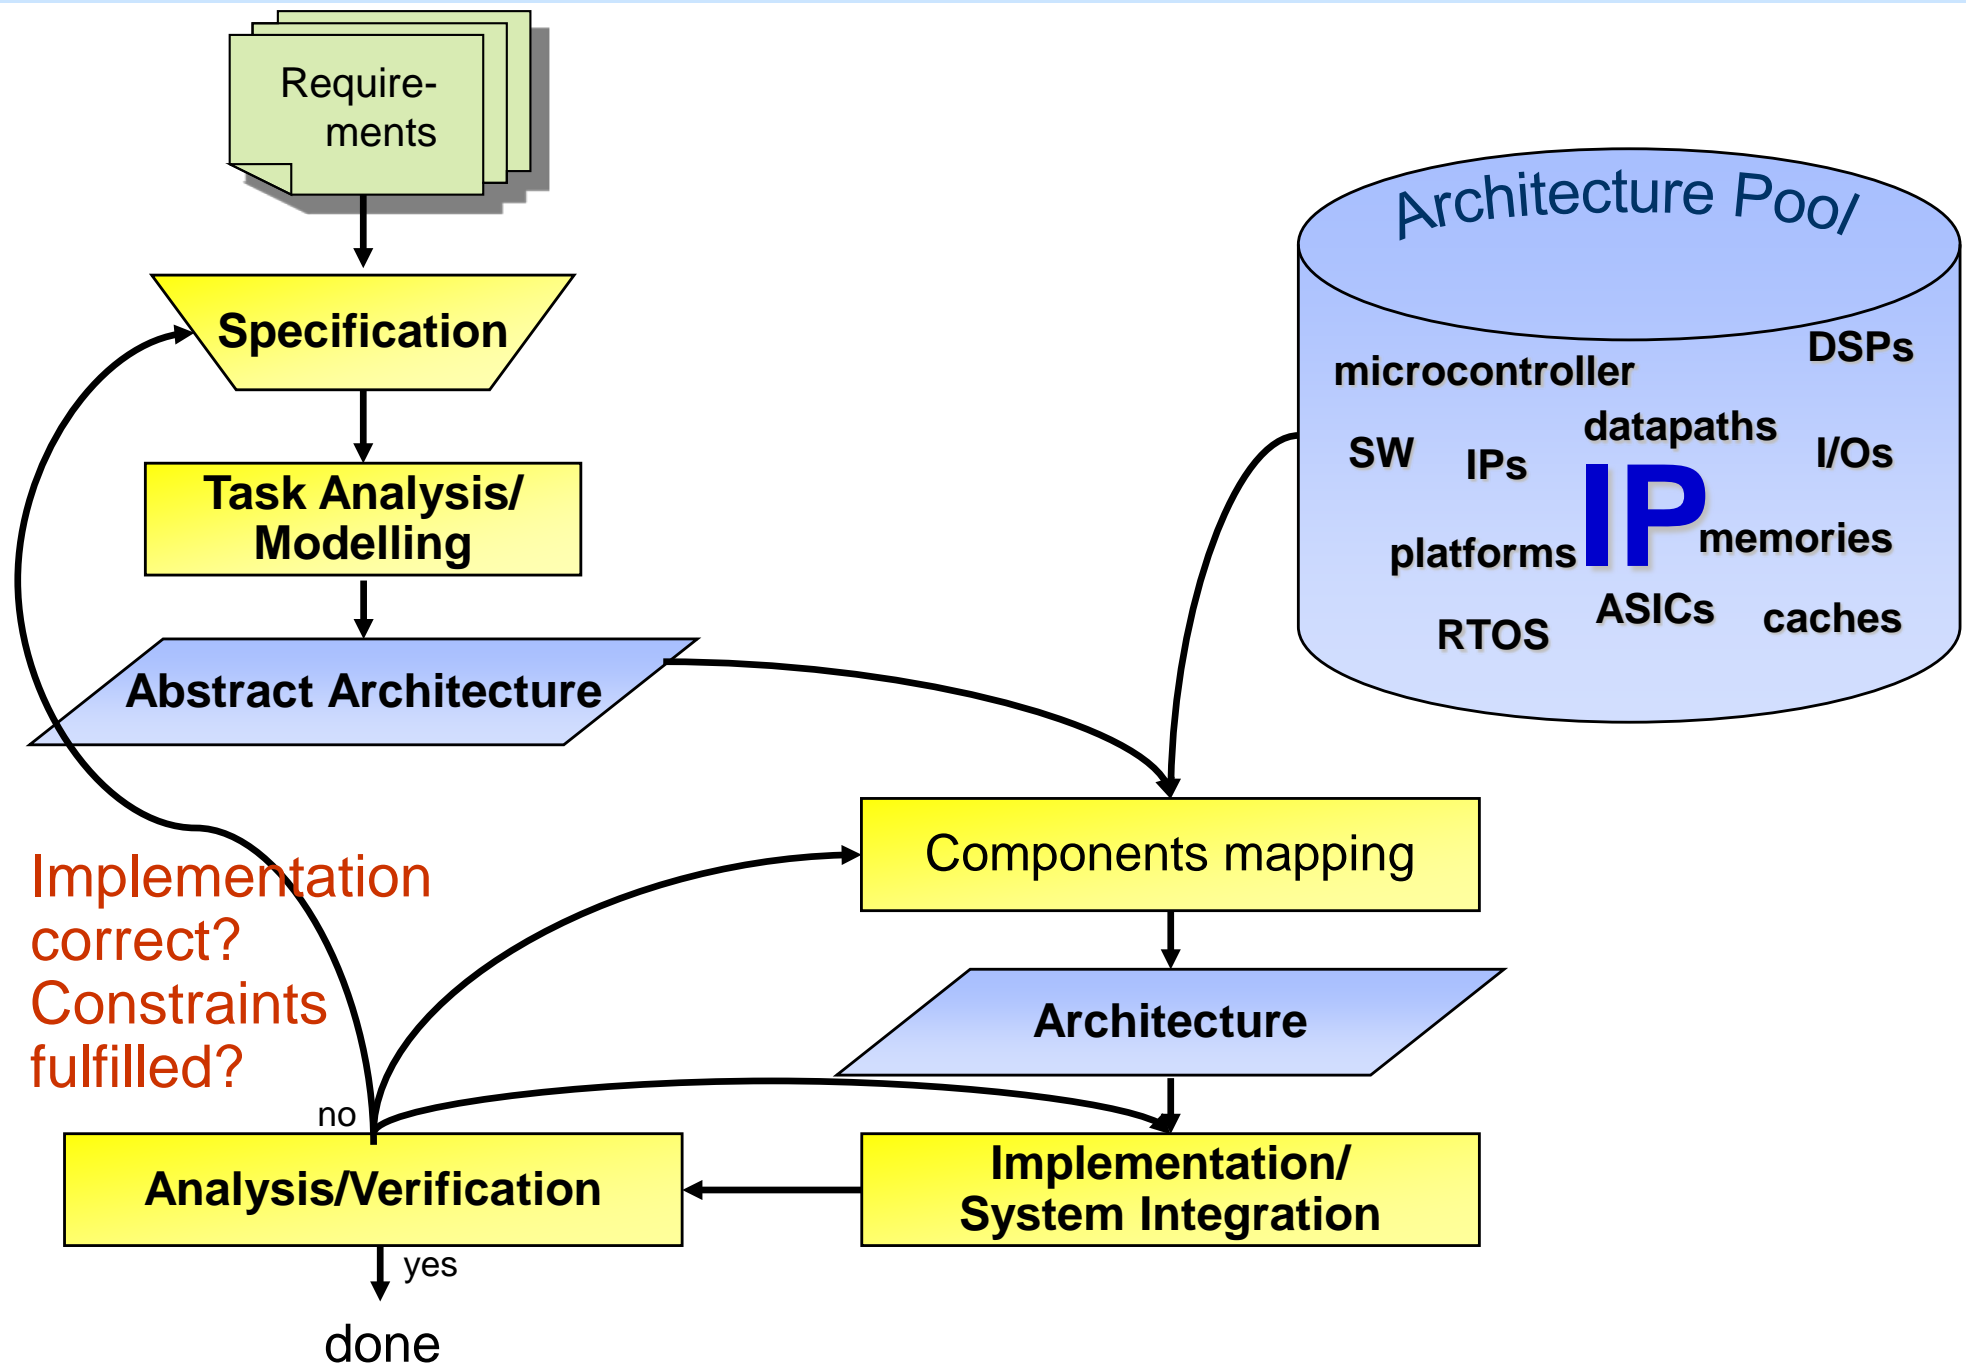 Require-
ments
Specification
Task Analysis/
Modelling
Abstract Architecture
Architecture Pool
DSPs
microcontroller
datapaths
SW
IPs
I/Os
IP
platforms
memories
RTOS
ASICs
caches
Components mapping
Architecture
Implementation
correct?
Constraints
fulfilled?
no
Analysis/Verification
Implementation/
System Integration
yes
done